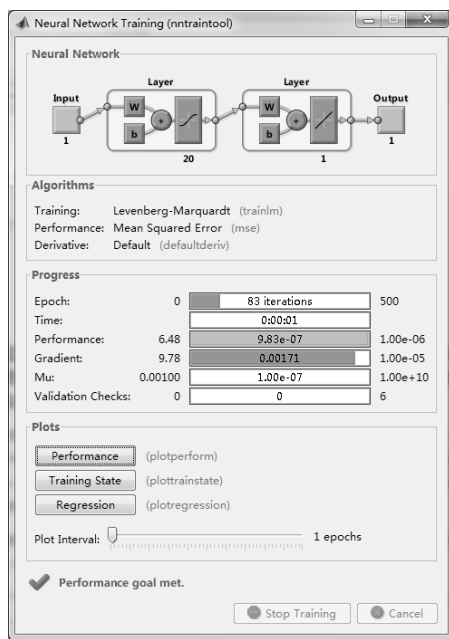 Neural Network Training (nntraintool)
Neural Network
Layer Layer
Input Output
W W
b b
+ +
1 1
20 1
Algorithms
Training: Levenberg-Marquardt (trainlm)
Performance: Mean Squared Error (mse)
Derivative: Default (defaultderiv)
Progress
Epoch: 0 83 iterations 500
Time: 0:00:01
Performance: 6.48 9.83e-07 1.00e-06
Gradient: 9.78 0.00171 1.00e-05
Mu: 0.00100 1.00e-07 1.00e+10
Validation Checks: 0 0 6
Plots
Performance (plotperform)
Training State (plottrainstate)
Regression (plotregression)
Plot Interval: 1 epochs
Performance goal met.
Stop Training Cancel